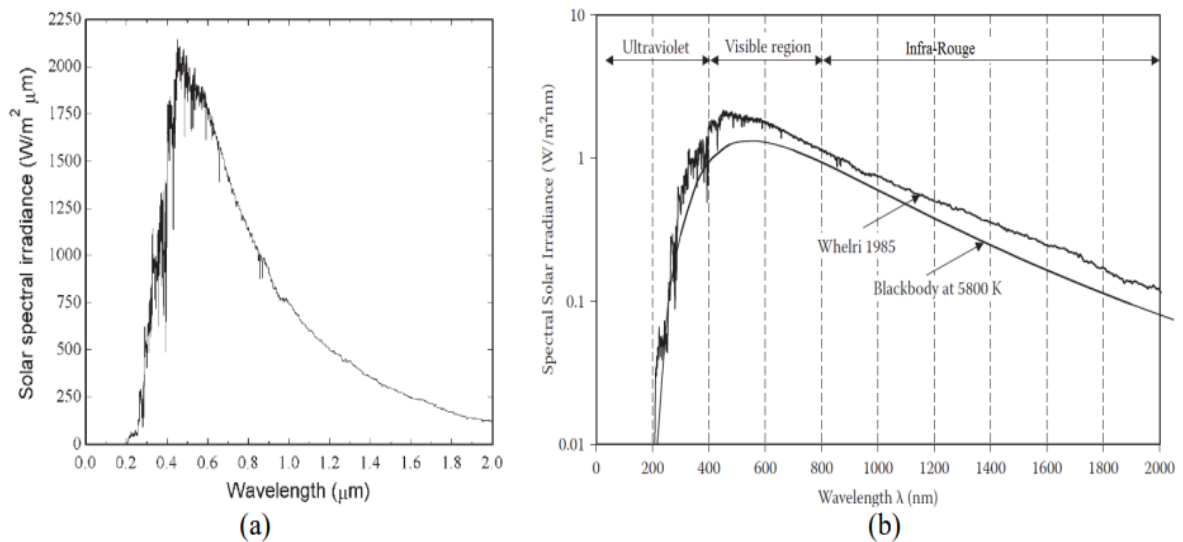 2250
2000
1750
1500
1250
1000
750
500
250
0
Solar spectral irradiance (W/m² μm)
0.0 0.2 0.4 0.6 0.8 1.0 1.2 1.4 1.6 1.8 2.0
Wavelength (μm)
(a)
10
1
0.1
0.01
Spectral Solar Irradiance (W/m²nm)
Ultraviolet Visible region Infra-Rouge
Whelri 1985
Blackbody at 5800 K
0 200 400 600 800 1000 1200 1400 1600 1800 2000
Wavelength λ (nm)
(b)